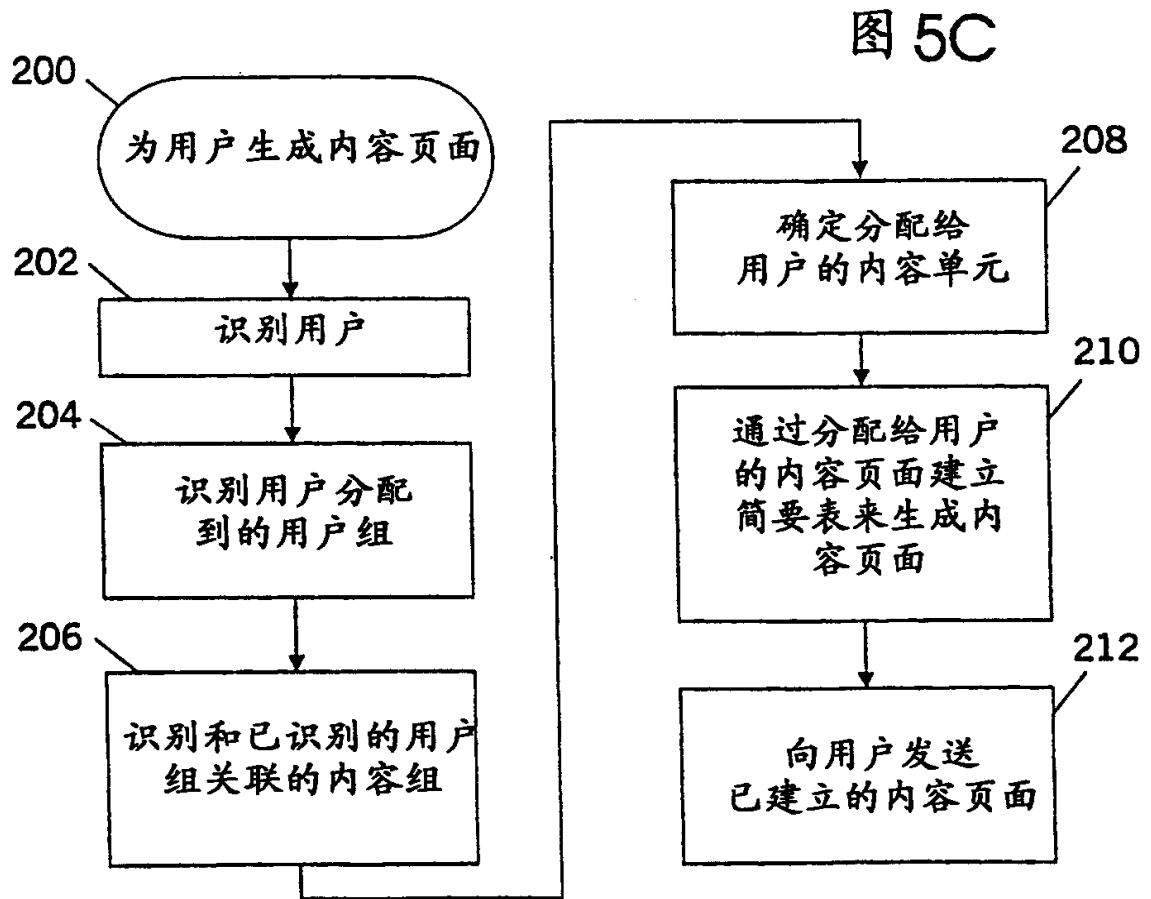 图 5C
200
为用户生成内容页面
202
识别用户
204
识别用户分配
到的用户组
206
识别和已识别的用户
组关联的内容组
208
确定分配给
用户的内容单元
210
通过分配给用户
的内容页面建立
简要表来生成内
容页面
212
向用户发送
已建立的内容页面